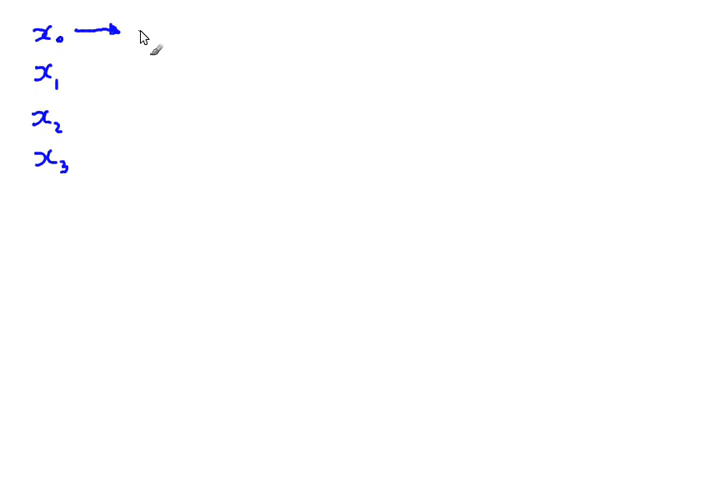 x₀ →
x₁
x₂
x₃